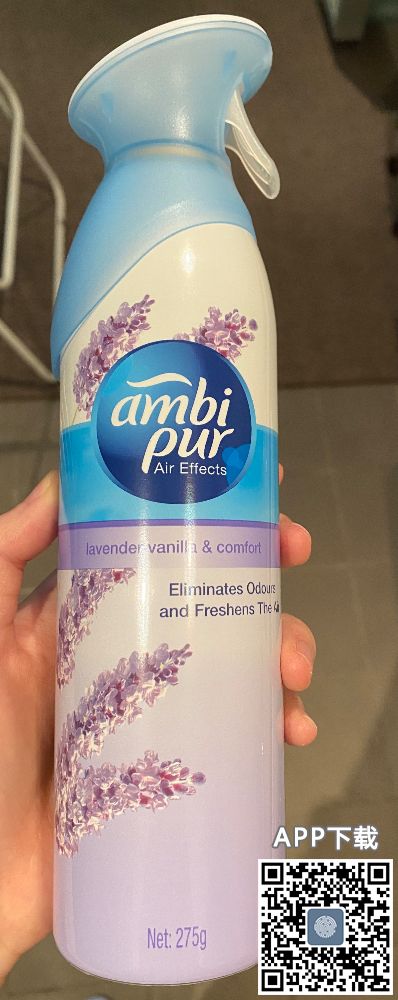 ambi
pur
Air Effects
lavender vanilla & comfort
Eliminates Odours
and Freshens The Air
Net: 275g
APP下载